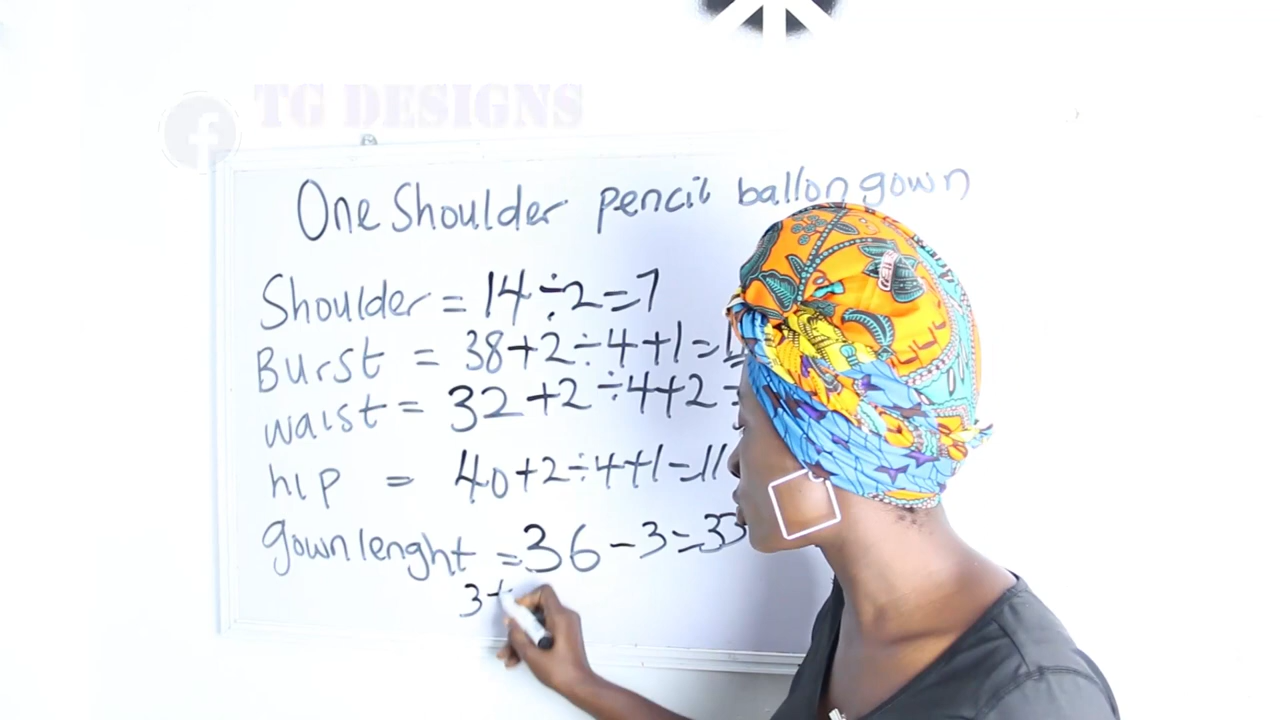 TG DESIGNS
One Shoulder pencil ballon gown
Shoulder = 14÷2=7
Burst = 38+2÷4+1=
waist = 32+2÷4+2=
hip = 40+2÷4+1=11
gown lenght =36-3=33
3+